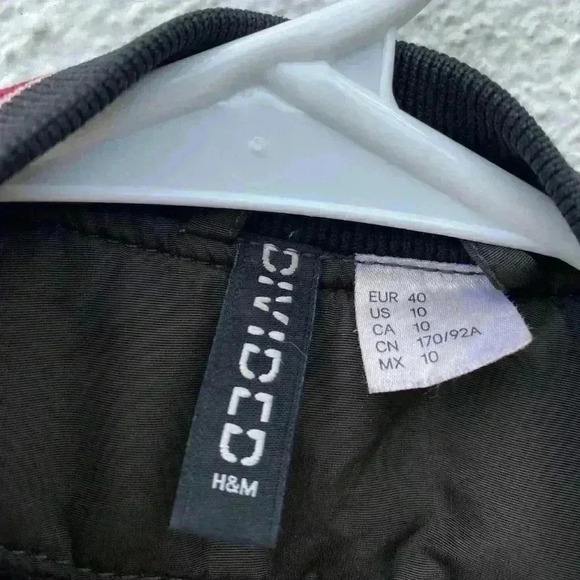 DIVIDED
H&M
EUR 40
US 10
CA 10
CN 170/92A
MX 10